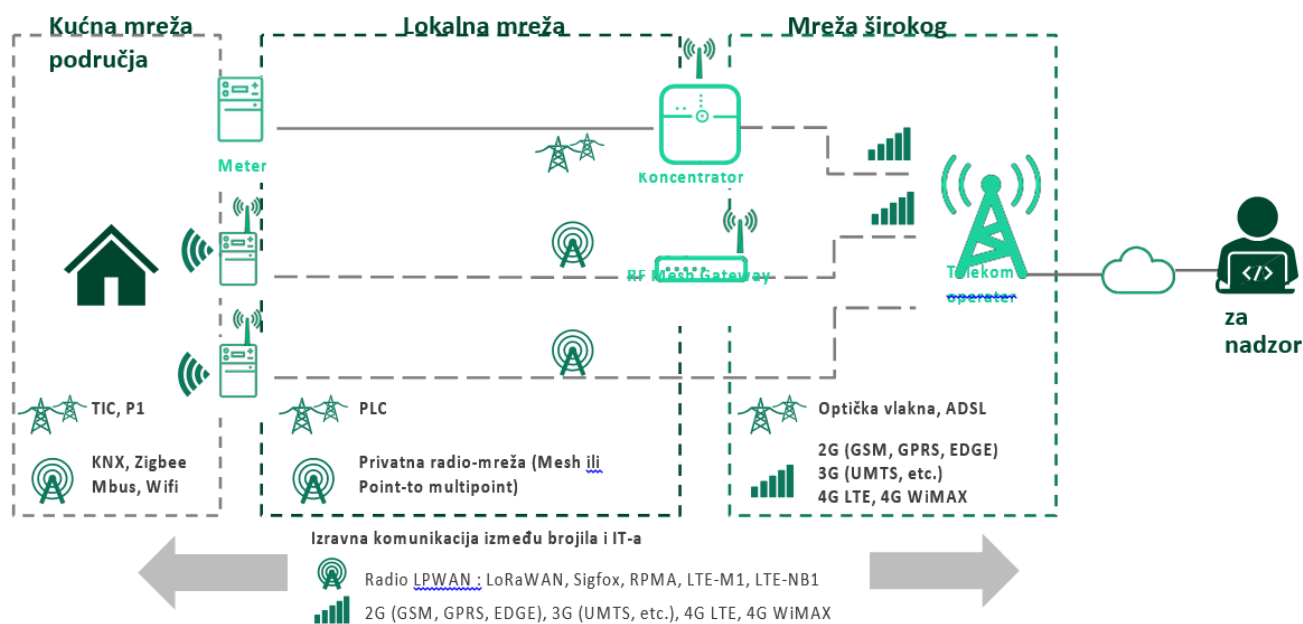 Kućna mreža
područja
Lokalna mreža
Mreža širokog
Meter
Koncentrator
RF Mesh Gateway
Telekom
operater
za
nadzor
TIC, P1
KNX, Zigbee
Mbus, Wifi
PLC
Privatna radio-mreža (Mesh ili
Point-to multipoint)
Optička vlakna, ADSL
2G (GSM, GPRS, EDGE)
3G (UMTS, etc.)
4G LTE, 4G WiMAX
Izravna komunikacija između brojila i IT-a
Radio LPWAN : LoRaWAN, Sigfox, RPMA, LTE-M1, LTE-NB1
2G (GSM, GPRS, EDGE), 3G (UMTS, etc.), 4G LTE, 4G WiMAX